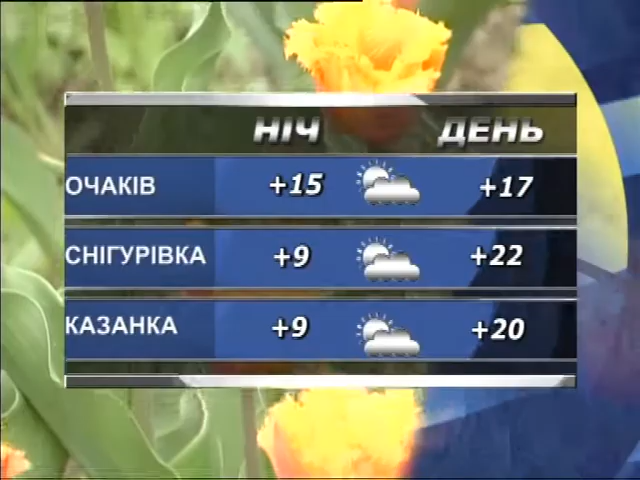 НІЧ ДЕНЬ
ОЧАКІВ +15 +17
СНІГУРІВКА +9 +22
КАЗАНКА +9 +20